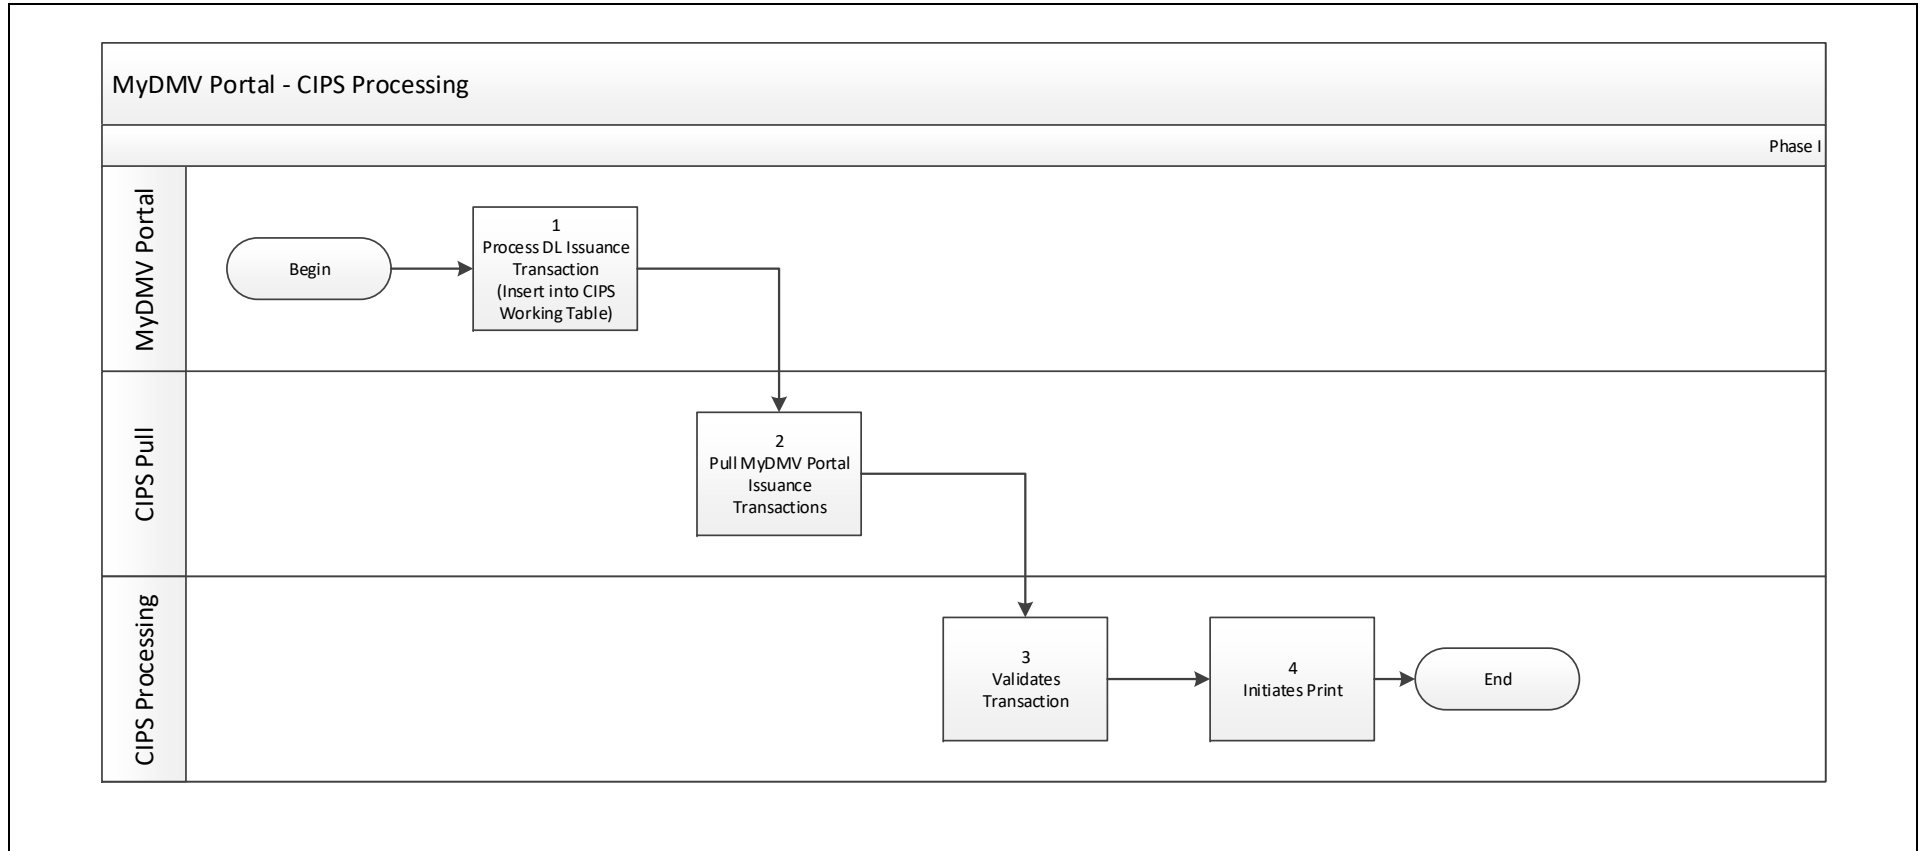 MyDMV Portal - CIPS Processing
Phase I
MyDMV Portal
Begin
1
Process DL Issuance
Transaction
(Insert into CIPS
Working Table)
CIPS Pull
2
Pull MyDMV Portal
Issuance
Transactions
CIPS Processing
3
Validates
Transaction
4
Initiates Print
End